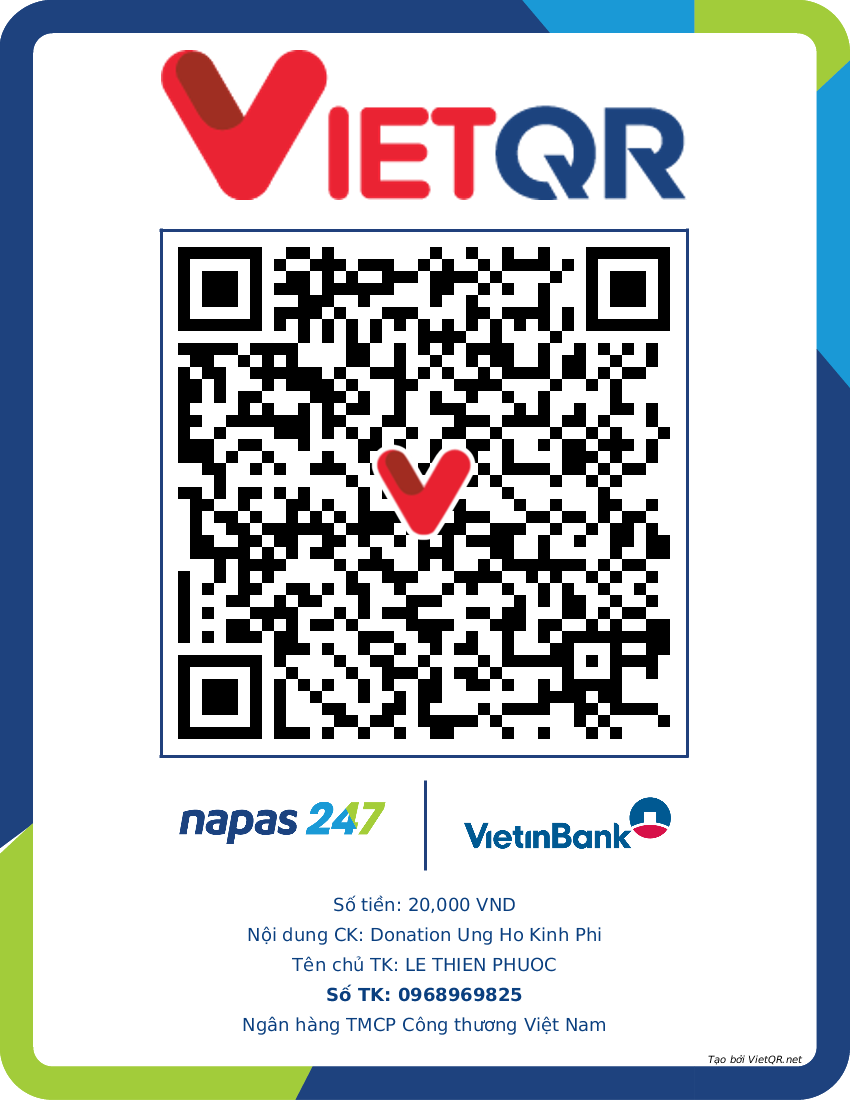 VIETQR
napas 247
VietinBank
Số tiền: 20,000 VND
Nội dung CK: Donation Ung Ho Kinh Phi
Tên chủ TK: LE THIEN PHUOC
Số TK: 0968969825
Ngân hàng TMCP Công thương Việt Nam
Tạo bởi VietQR.net